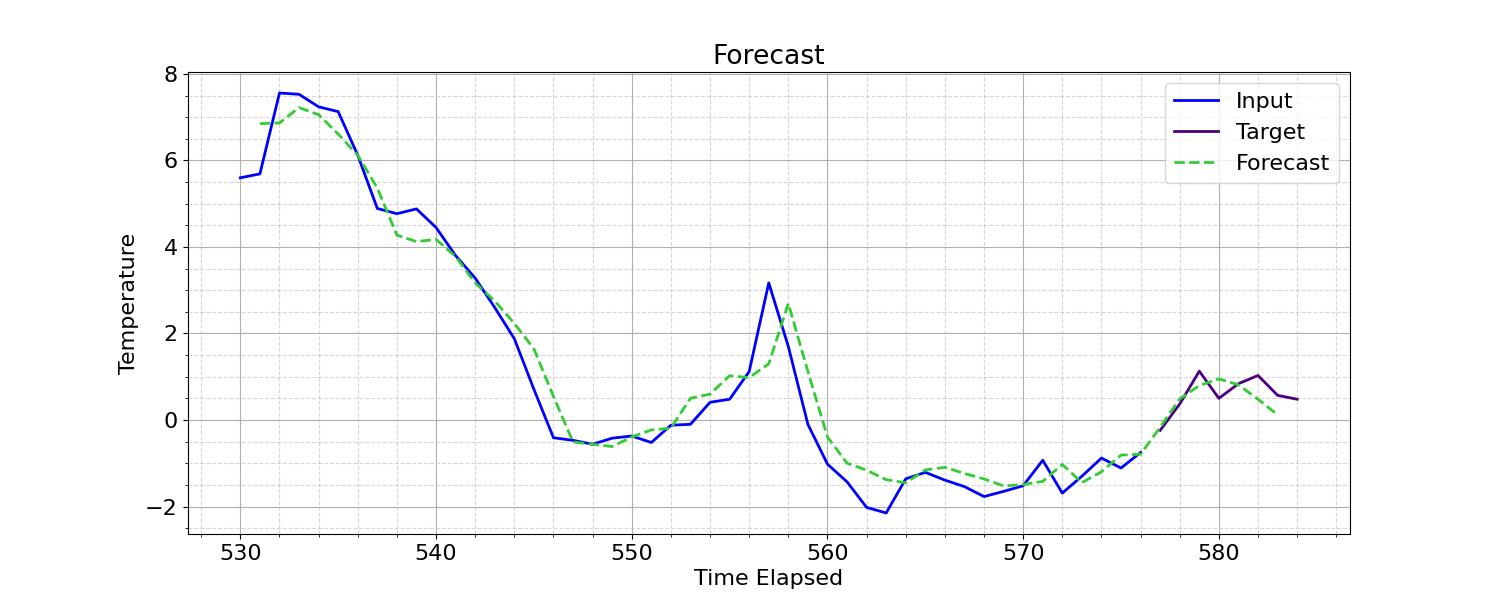 Forecast
8
6
4
2
0
−2
Temperature
530 540 550 560 570 580
Time Elapsed
Input
Target
Forecast